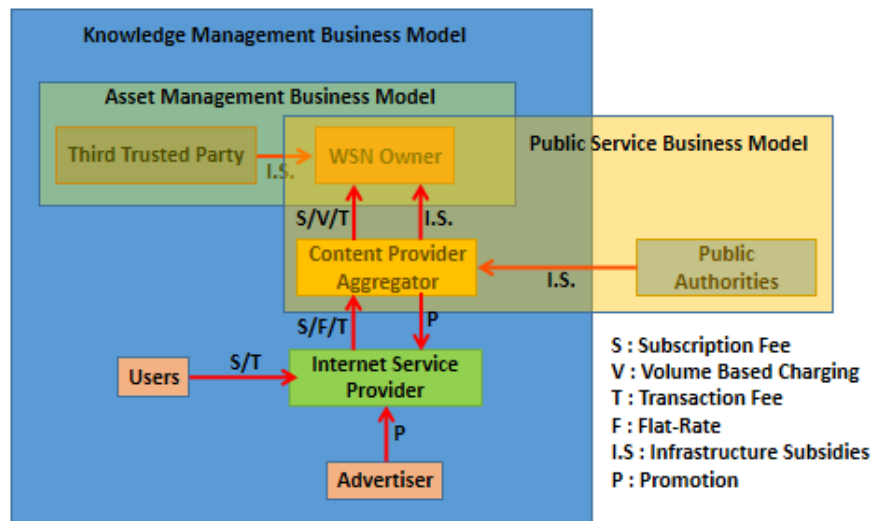 Knowledge Management Business Model
Asset Management Business Model
Third Trusted Party
I.S.
WSN Owner
Public Service Business Model
S/V/T
I.S.
Content Provider
Aggregator
I.S.
Public
Authorities
S/F/T
P
Users
S/T
Internet Service
Provider
P
Advertiser
S : Subscription Fee
V : Volume Based Charging
T : Transaction Fee
F : Flat-Rate
I.S : Infrastructure Subsidies
P : Promotion